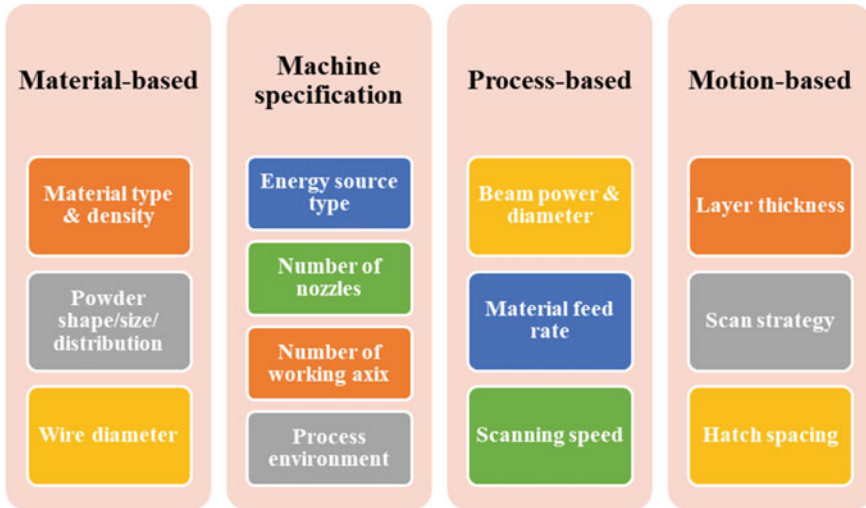 Material-based
Material type
& density
Powder
shape/size/
distribution
Wire diameter
Machine
specification
Energy source
type
Number of
nozzles
Number of
working axix
Process
environment
Process-based
Beam power &
diameter
Material feed
rate
Scanning speed
Motion-based
Layer thickness
Scan strategy
Hatch spacing